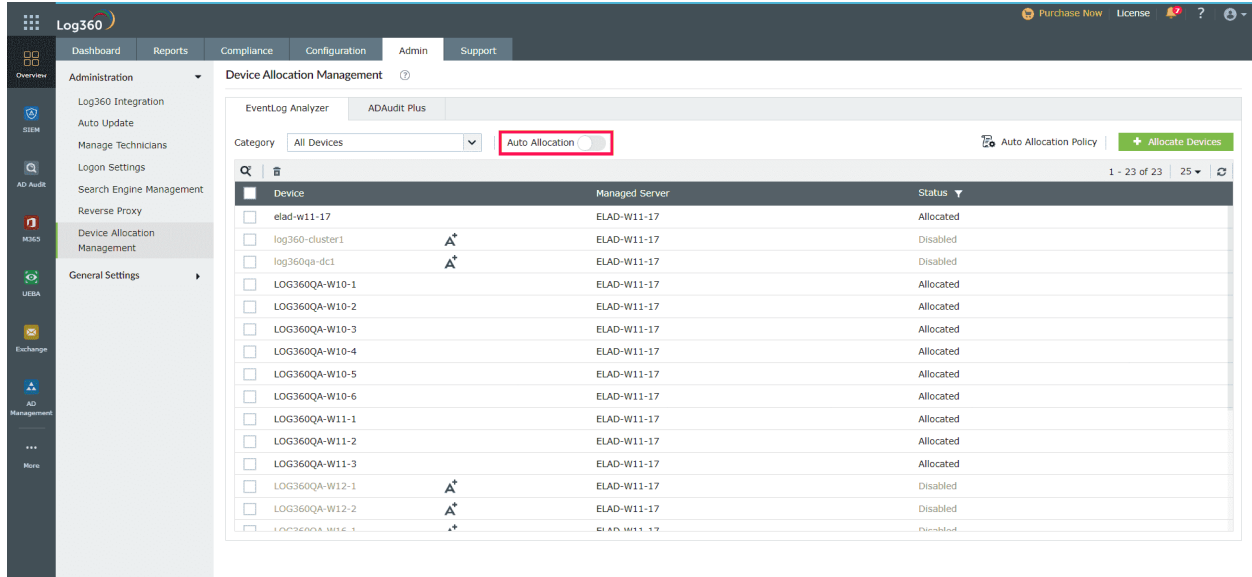 Log360
Purchase Now License 7 ?
Dashboard Reports Compliance Configuration Admin Support
Overview
SIEM
AD Audit
M365
UEBA
Exchange
AD
Management
More
Administration
Log360 Integration
Auto Update
Manage Technicians
Logon Settings
Search Engine Management
Reverse Proxy
Device Allocation
Management
General Settings
Device Allocation Management ?
EventLog Analyzer ADAudit Plus
Category All Devices Auto Allocation Auto Allocation Policy + Allocate Devices
1 - 23 of 23 25
Device Managed Server Status
elad-w11-17 ELAD-W11-17 Allocated
log360-cluster1 A+ ELAD-W11-17 Disabled
log360qa-dc1 A+ ELAD-W11-17 Disabled
LOG360QA-W10-1 ELAD-W11-17 Allocated
LOG360QA-W10-2 ELAD-W11-17 Allocated
LOG360QA-W10-3 ELAD-W11-17 Allocated
LOG360QA-W10-4 ELAD-W11-17 Allocated
LOG360QA-W10-5 ELAD-W11-17 Allocated
LOG360QA-W10-6 ELAD-W11-17 Allocated
LOG360QA-W11-1 ELAD-W11-17 Allocated
LOG360QA-W11-2 ELAD-W11-17 Allocated
LOG360QA-W11-3 ELAD-W11-17 Allocated
LOG360QA-W12-1 A+ ELAD-W11-17 Disabled
LOG360QA-W12-2 A+ ELAD-W11-17 Disabled
LOG360QA-W16-1 A+ ELAD-W11-17 Disabled